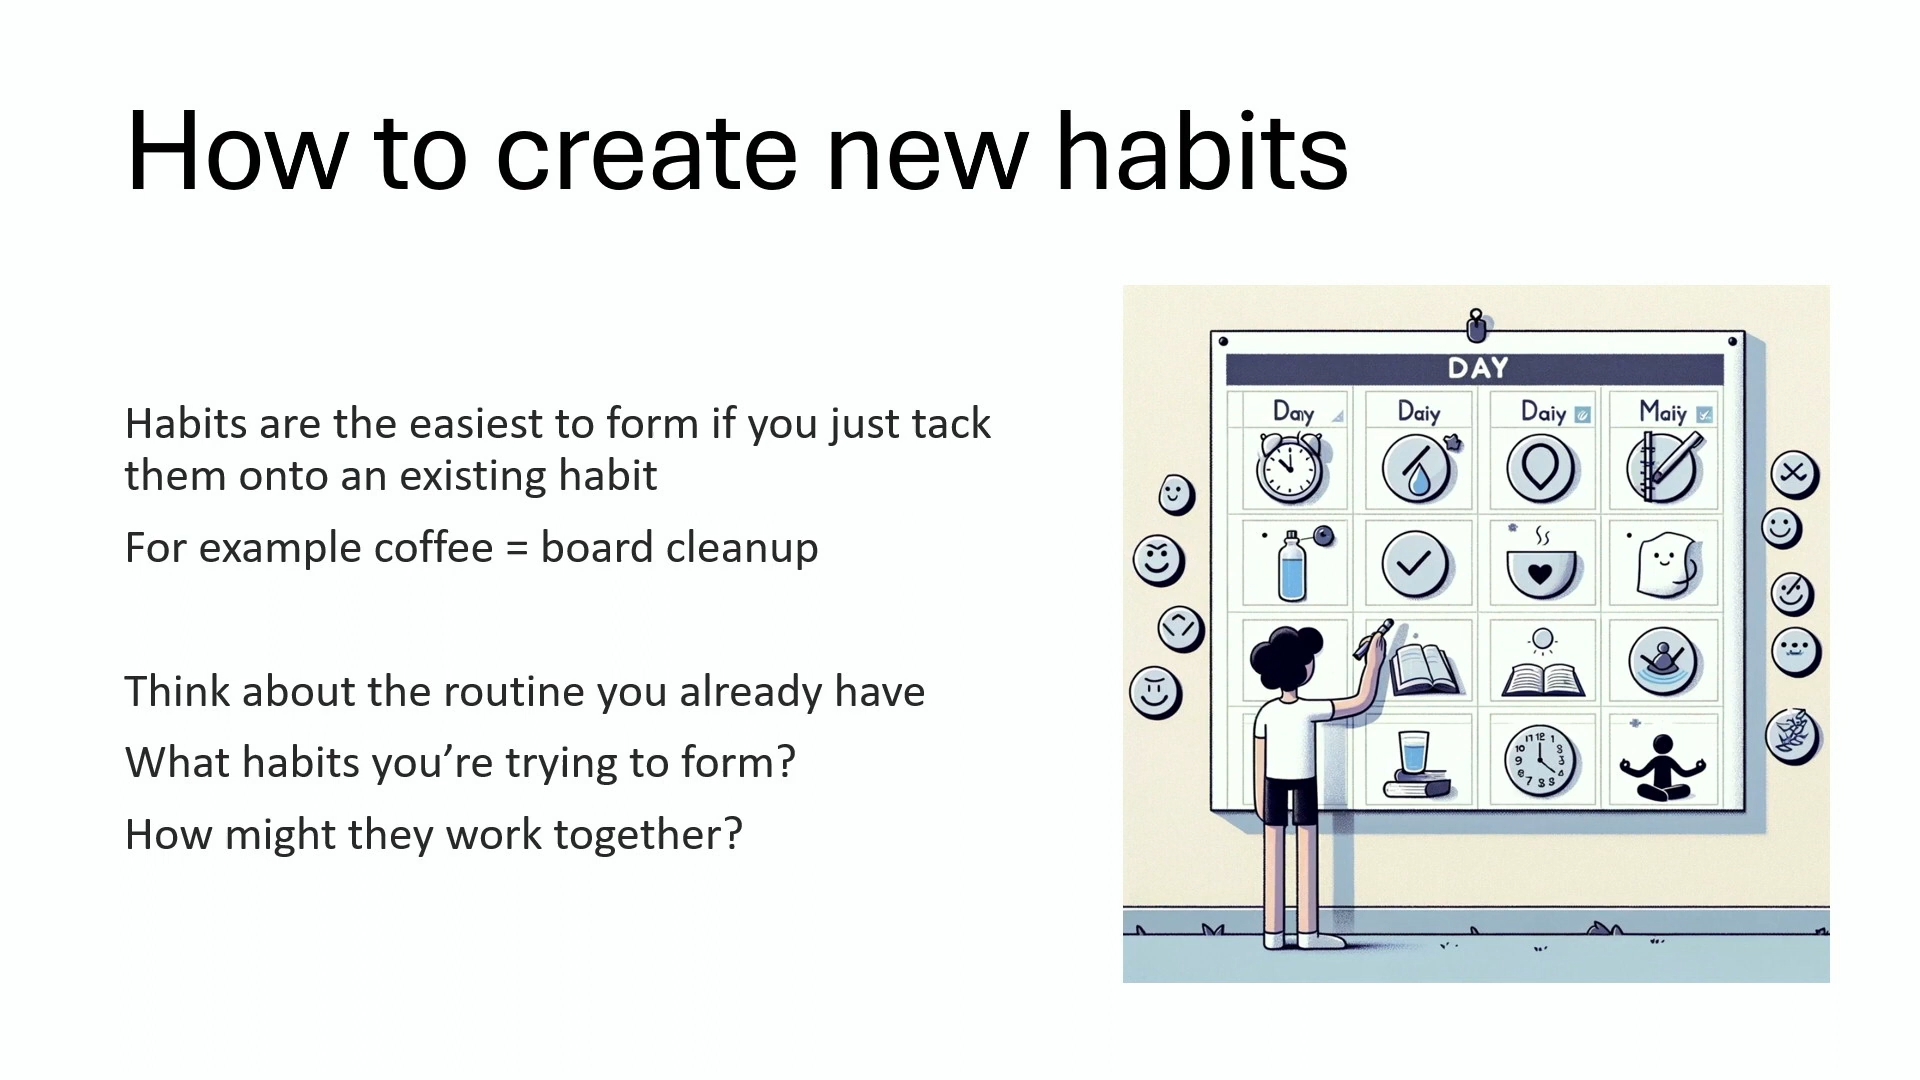 How to create new habits
Habits are the easiest to form if you just tack
them onto an existing habit
For example coffee = board cleanup
Think about the routine you already have
What habits you’re trying to form?
How might they work together?
DAY
Day Daiy Daiy Maiy